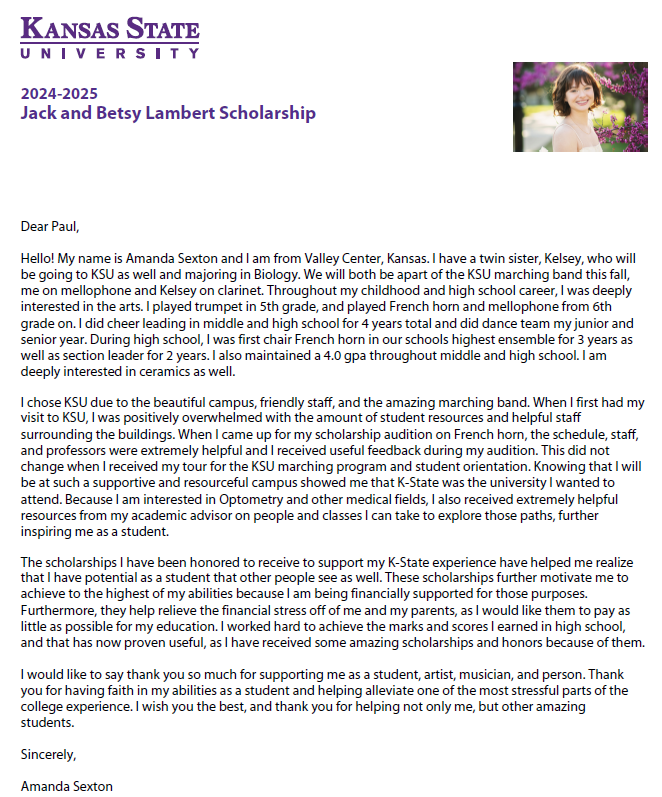 KANSAS STATE
UNIVERSITY
2024-2025
Jack and Betsy Lambert Scholarship
Dear Paul,
Hello! My name is Amanda Sexton and I am from Valley Center, Kansas. I have a twin sister, Kelsey, who will
be going to KSU as well and majoring in Biology. We will both be apart of the KSU marching band this fall,
me on mellophone and Kelsey on clarinet. Throughout my childhood and high school career, I was deeply
interested in the arts. I played trumpet in 5th grade, and played French horn and mellophone from 6th
grade on. I did cheer leading in middle and high school for 4 years total and did dance team my junior and
senior year. During high school, I was first chair French horn in our schools highest ensemble for 3 years as
well as section leader for 2 years. I also maintained a 4.0 gpa throughout middle and high school. I am
deeply interested in ceramics as well.
I chose KSU due to the beautiful campus, friendly staff, and the amazing marching band. When I first had my
visit to KSU, I was positively overwhelmed with the amount of student resources and helpful staff
surrounding the buildings. When I came up for my scholarship audition on French horn, the schedule, staff,
and professors were extremely helpful and I received useful feedback during my audition. This did not
change when I received my tour for the KSU marching program and student orientation. Knowing that I will
be at such a supportive and resourceful campus showed me that K-State was the university I wanted to
attend. Because I am interested in Optometry and other medical fields, I also received extremely helpful
resources from my academic advisor on people and classes I can take to explore those paths, further
inspiring me as a student.
The scholarships I have been honored to receive to support my K-State experience have helped me realize
that I have potential as a student that other people see as well. These scholarships further motivate me to
achieve to the highest of my abilities because I am being financially supported for those purposes.
Furthermore, they help relieve the financial stress off of me and my parents, as I would like them to pay as
little as possible for my education. I worked hard to achieve the marks and scores I earned in high school,
and that has now proven useful, as I have received some amazing scholarships and honors because of them.
I would like to say thank you so much for supporting me as a student, artist, musician, and person. Thank
you for having faith in my abilities as a student and helping alleviate one of the most stressful parts of the
college experience. I wish you the best, and thank you for helping not only me, but other amazing
students.
Sincerely,
Amanda Sexton